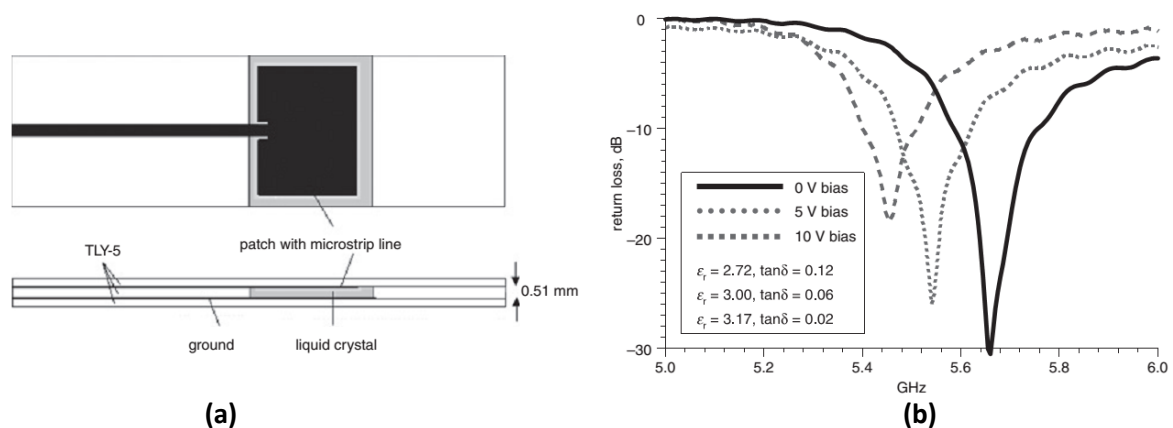 patch with microstrip line
TLY-5
0.51 mm
ground
liquid crystal
(a)
return loss, dB
0
–10
–20
–30
0 V bias
5 V bias
10 V bias
εr = 2.72, tanδ = 0.12
εr = 3.00, tanδ = 0.06
εr = 3.17, tanδ = 0.02
5.0 5.2 5.4 5.6 5.8 6.0
GHz
(b)